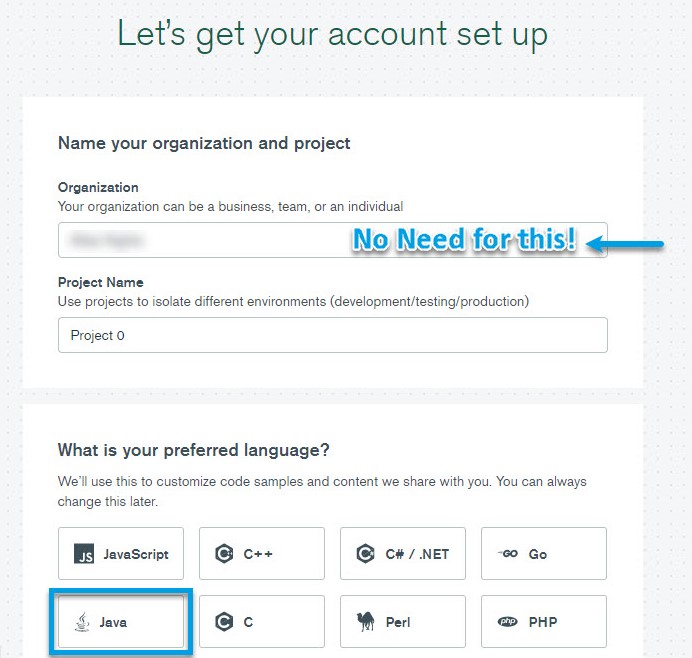 Let's get your account set up
Name your organization and project
Organization
Your organization can be a business, team, or an individual
No Need for this!
Project Name
Use projects to isolate different environments (development/testing/production)
Project 0
What is your preferred language?
We'll use this to customize code samples and content we share with you. You can always
change this later.
JS JavaScript C++ C# / .NET GO Go
Java C Perl php PHP